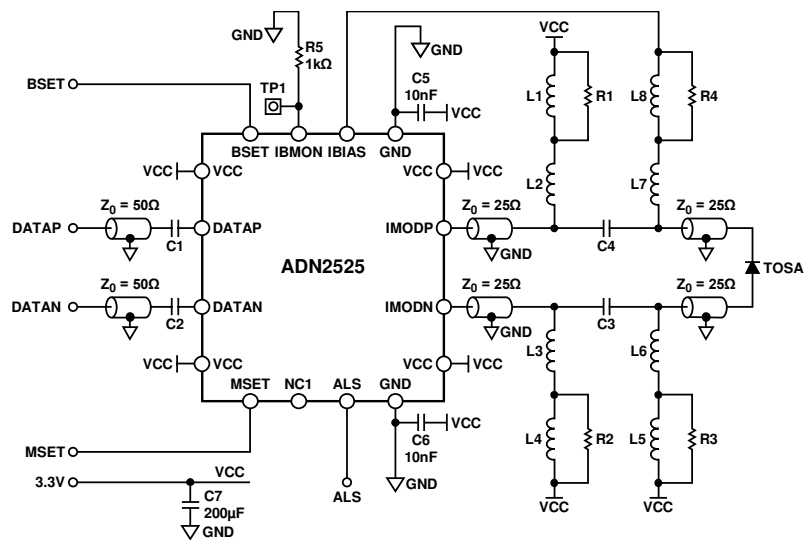 GND
R5
1kΩ
GND
VCC
C5
10nF
VCC
TP1
BSET
L1
R1
L8
R4
BSET
IBMON
IBIAS
GND
VCC
VCC
VCC
VCC
L2
L7
Z0 = 50Ω
Z0 = 25Ω
Z0 = 25Ω
DATAP
C1
DATAP
IMODP
GND
C4
ADN2525
TOSA
Z0 = 50Ω
Z0 = 25Ω
Z0 = 25Ω
DATAN
C2
DATAN
IMODN
GND
C3
L3
L6
VCC
VCC
VCC
VCC
MSET
NC1
ALS
GND
VCC
C6
10nF
L4
R2
L5
R3
MSET
3.3V
VCC
GND
C7
200µF
ALS
VCC
VCC
GND